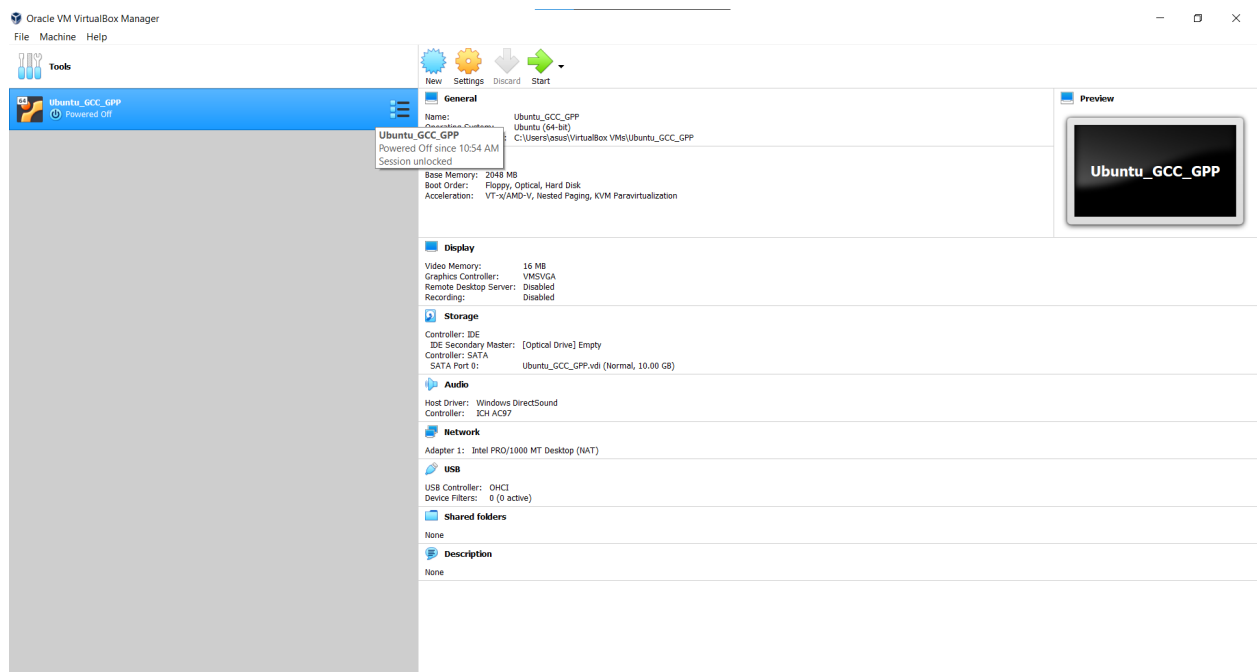 Oracle VM VirtualBox Manager
File Machine Help
Tools
New Settings Discard Start
64
Ubuntu_GCC_GPP
Powered Off
Ubuntu_GCC_GPP
Powered Off since 10:54 AM
Session unlocked
General
Name: Ubuntu_GCC_GPP
Operating System: Ubuntu (64-bit)
: C:\Users\asus\VirtualBox VMs\Ubuntu_GCC_GPP
Base Memory: 2048 MB
Boot Order: Floppy, Optical, Hard Disk
Acceleration: VT-x/AMD-V, Nested Paging, KVM Paravirtualization
Preview
Ubuntu_GCC_GPP
Display
Video Memory: 16 MB
Graphics Controller: VMSVGA
Remote Desktop Server: Disabled
Recording: Disabled
Storage
Controller: IDE
IDE Secondary Master: [Optical Drive] Empty
Controller: SATA
SATA Port 0: Ubuntu_GCC_GPP.vdi (Normal, 10.00 GB)
Audio
Host Driver: Windows DirectSound
Controller: ICH AC97
Network
Adapter 1: Intel PRO/1000 MT Desktop (NAT)
USB
USB Controller: OHCI
Device Filters: 0 (0 active)
Shared folders
None
Description
None